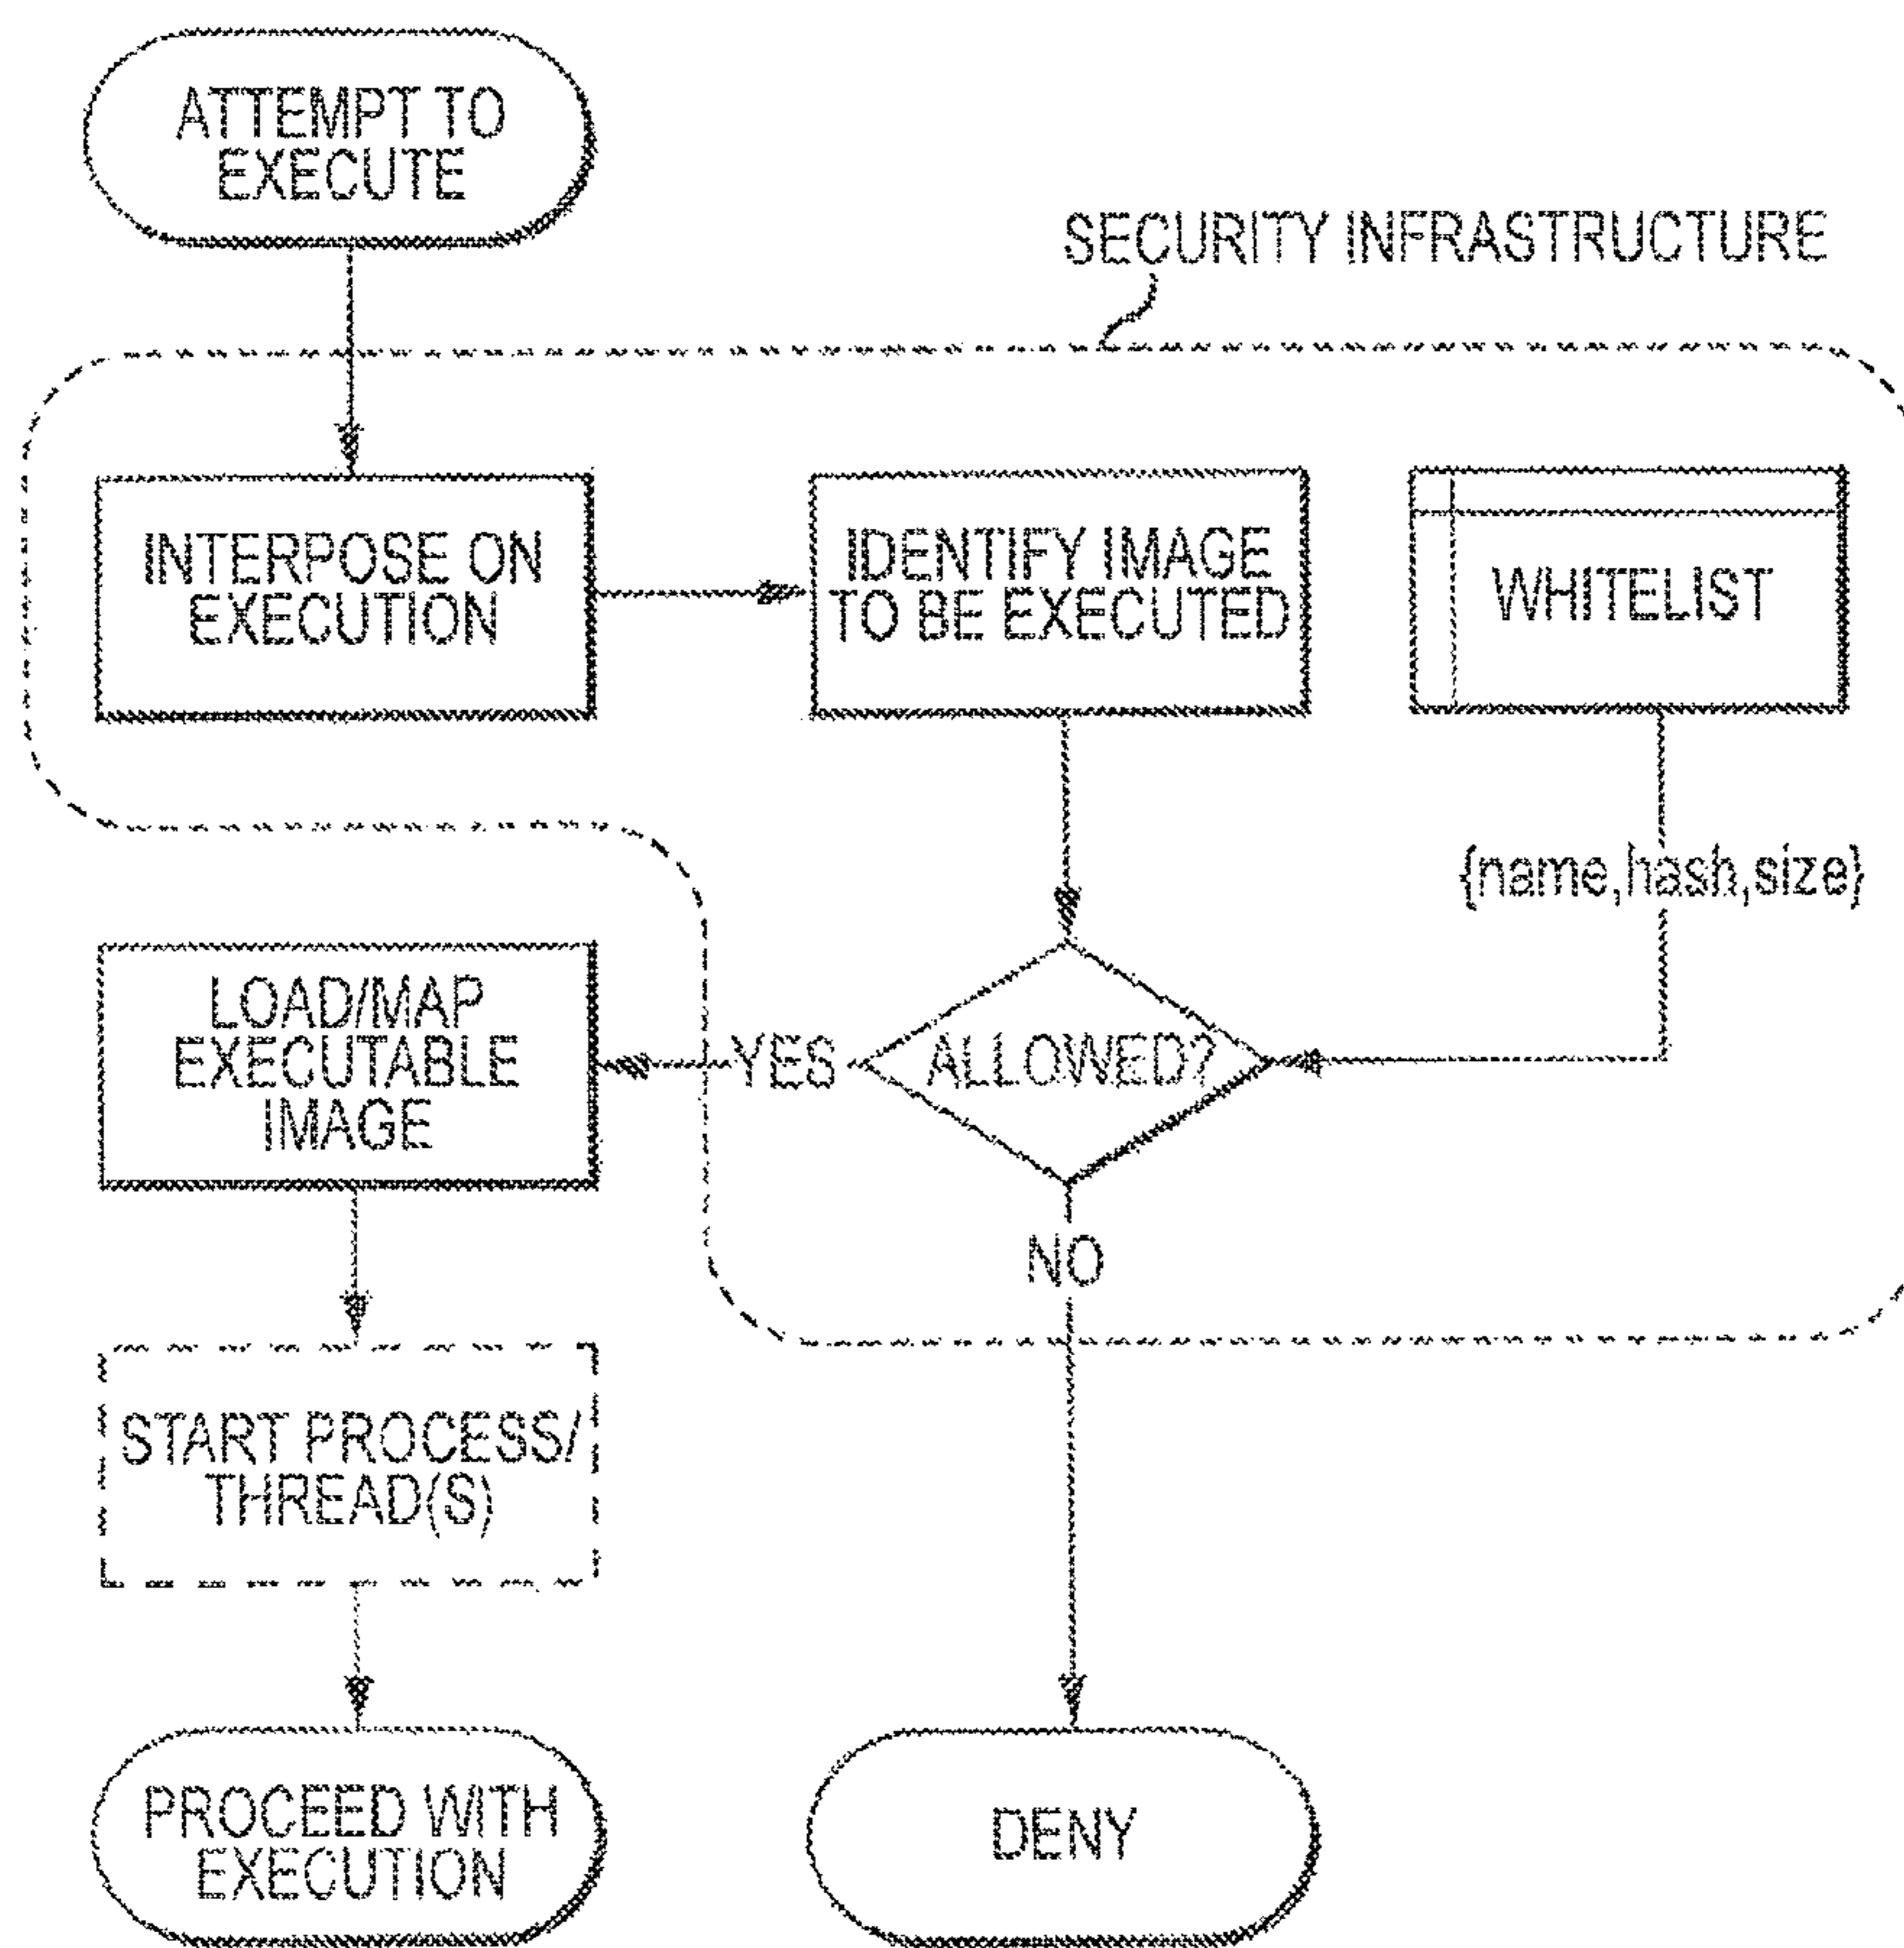 ATTEMPT TO
EXECUTE
SECURITY INFRASTRUCTURE
INTERPOSE ON
EXECUTION
IDENTIFY IMAGE
TO BE EXECUTED
WHITELIST
{name,hash,size}
LOAD/MAP
EXECUTABLE
IMAGE
YES
ALLOWED?
NO
START PROCESS/
THREAD(S)
PROCEED WITH
EXECUTION
DENY